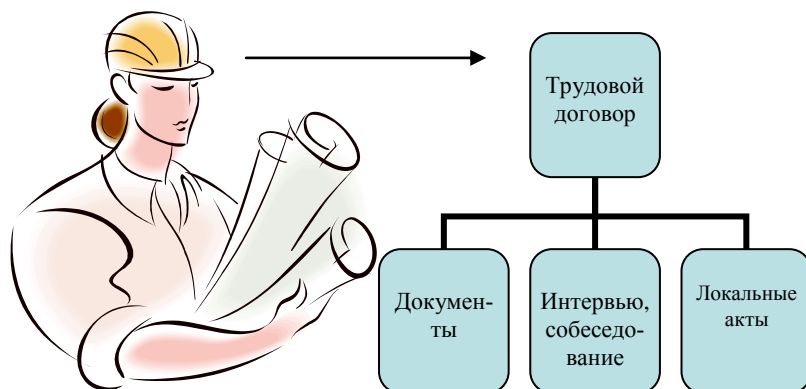 Трудовой
договор
Докумен-
ты
Интервью,
собеседо-
вание
Локальные
акты